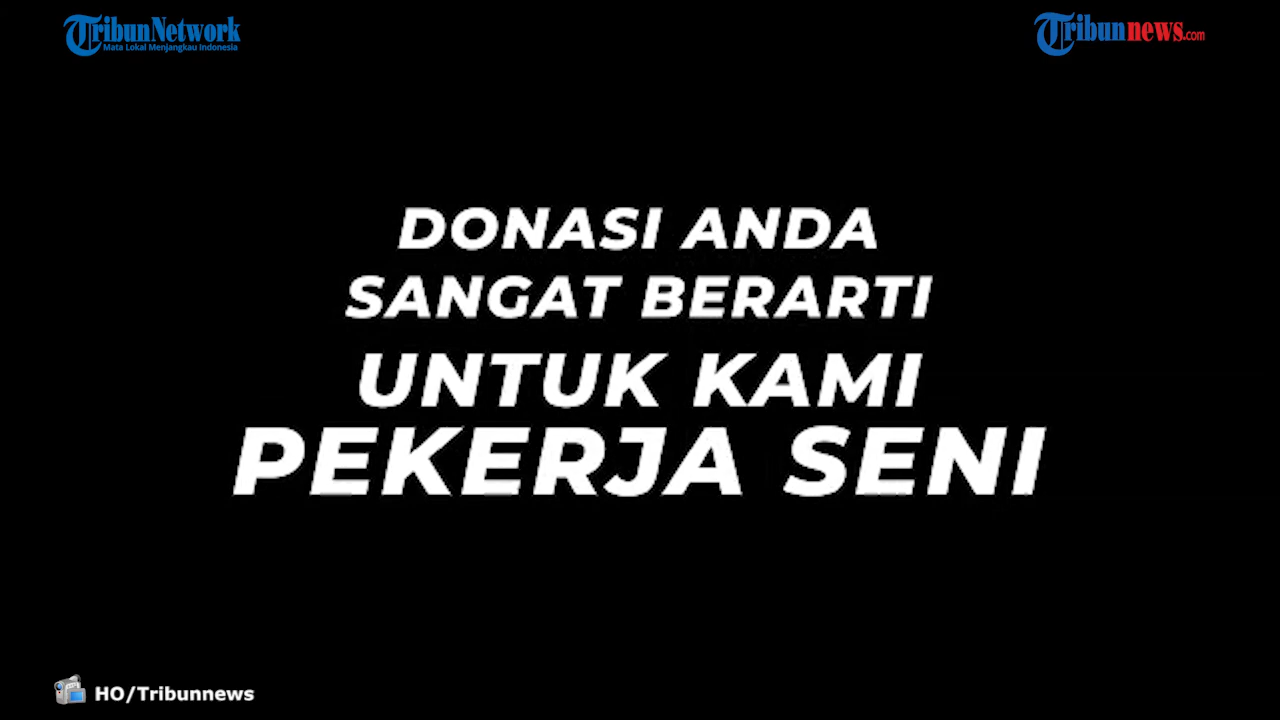 TribunNetwork
Mata Lokal Menjangkau Indonesia
Tribunnews.com
DONASI ANDA
SANGAT BERARTI
UNTUK KAMI
PEKERJA SENI
HO/Tribunnews